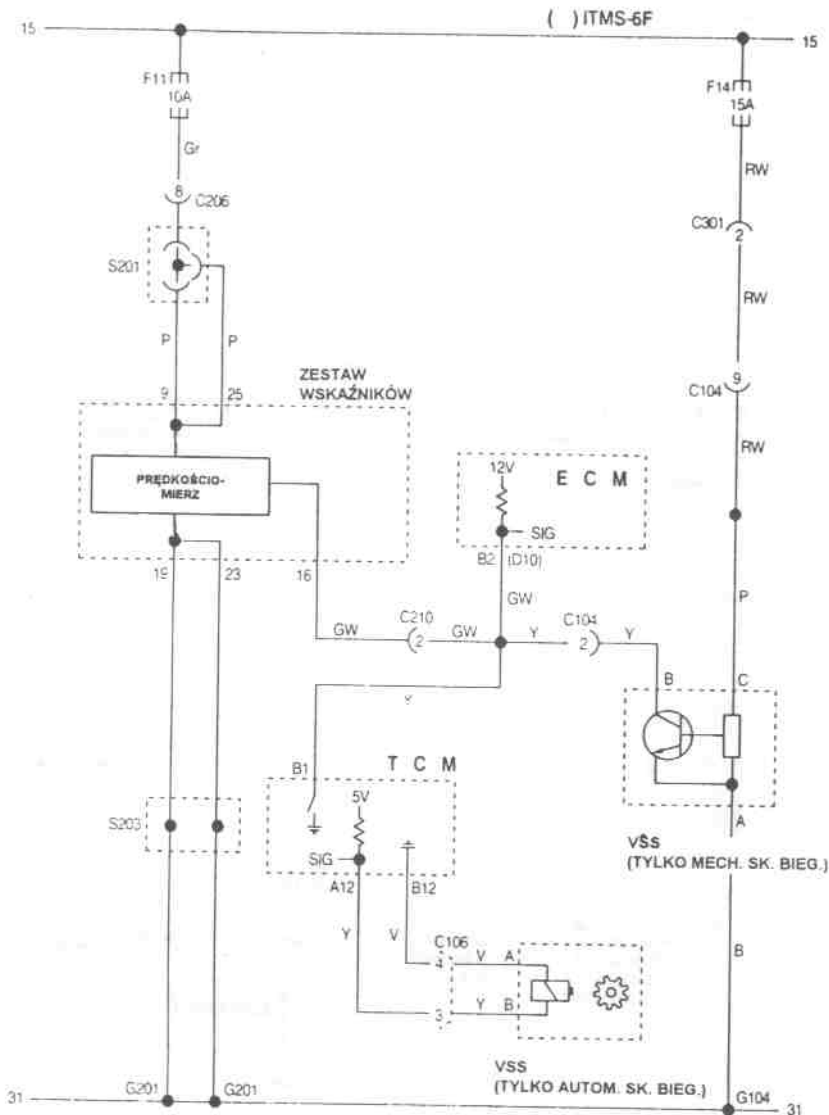 ( ) ITMS-6F
15
15
F11
10A
F14
15A
Gr
RW
8
C206
C301
2
S201
RW
P
P
9
25
ZESTAW
WSKAŹNIKÓW
9
C104
RW
PRĘDKOŚCIO-
MIERZ
12V
E C M
SIG
19
23
16
B2
(D10)
GW
P
GW
C210
2
GW
Y
C104
2
Y
B
C
Y
B1
T C M
5V
S203
SIG
A12
B12
A
VSS
(TYLKO MECH. SK. BIEG.)
Y
V
C106
4
V
A
B
3
Y
B
VSS
(TYLKO AUTOM. SK. BIEG.)
31
G201
G201
G104
31